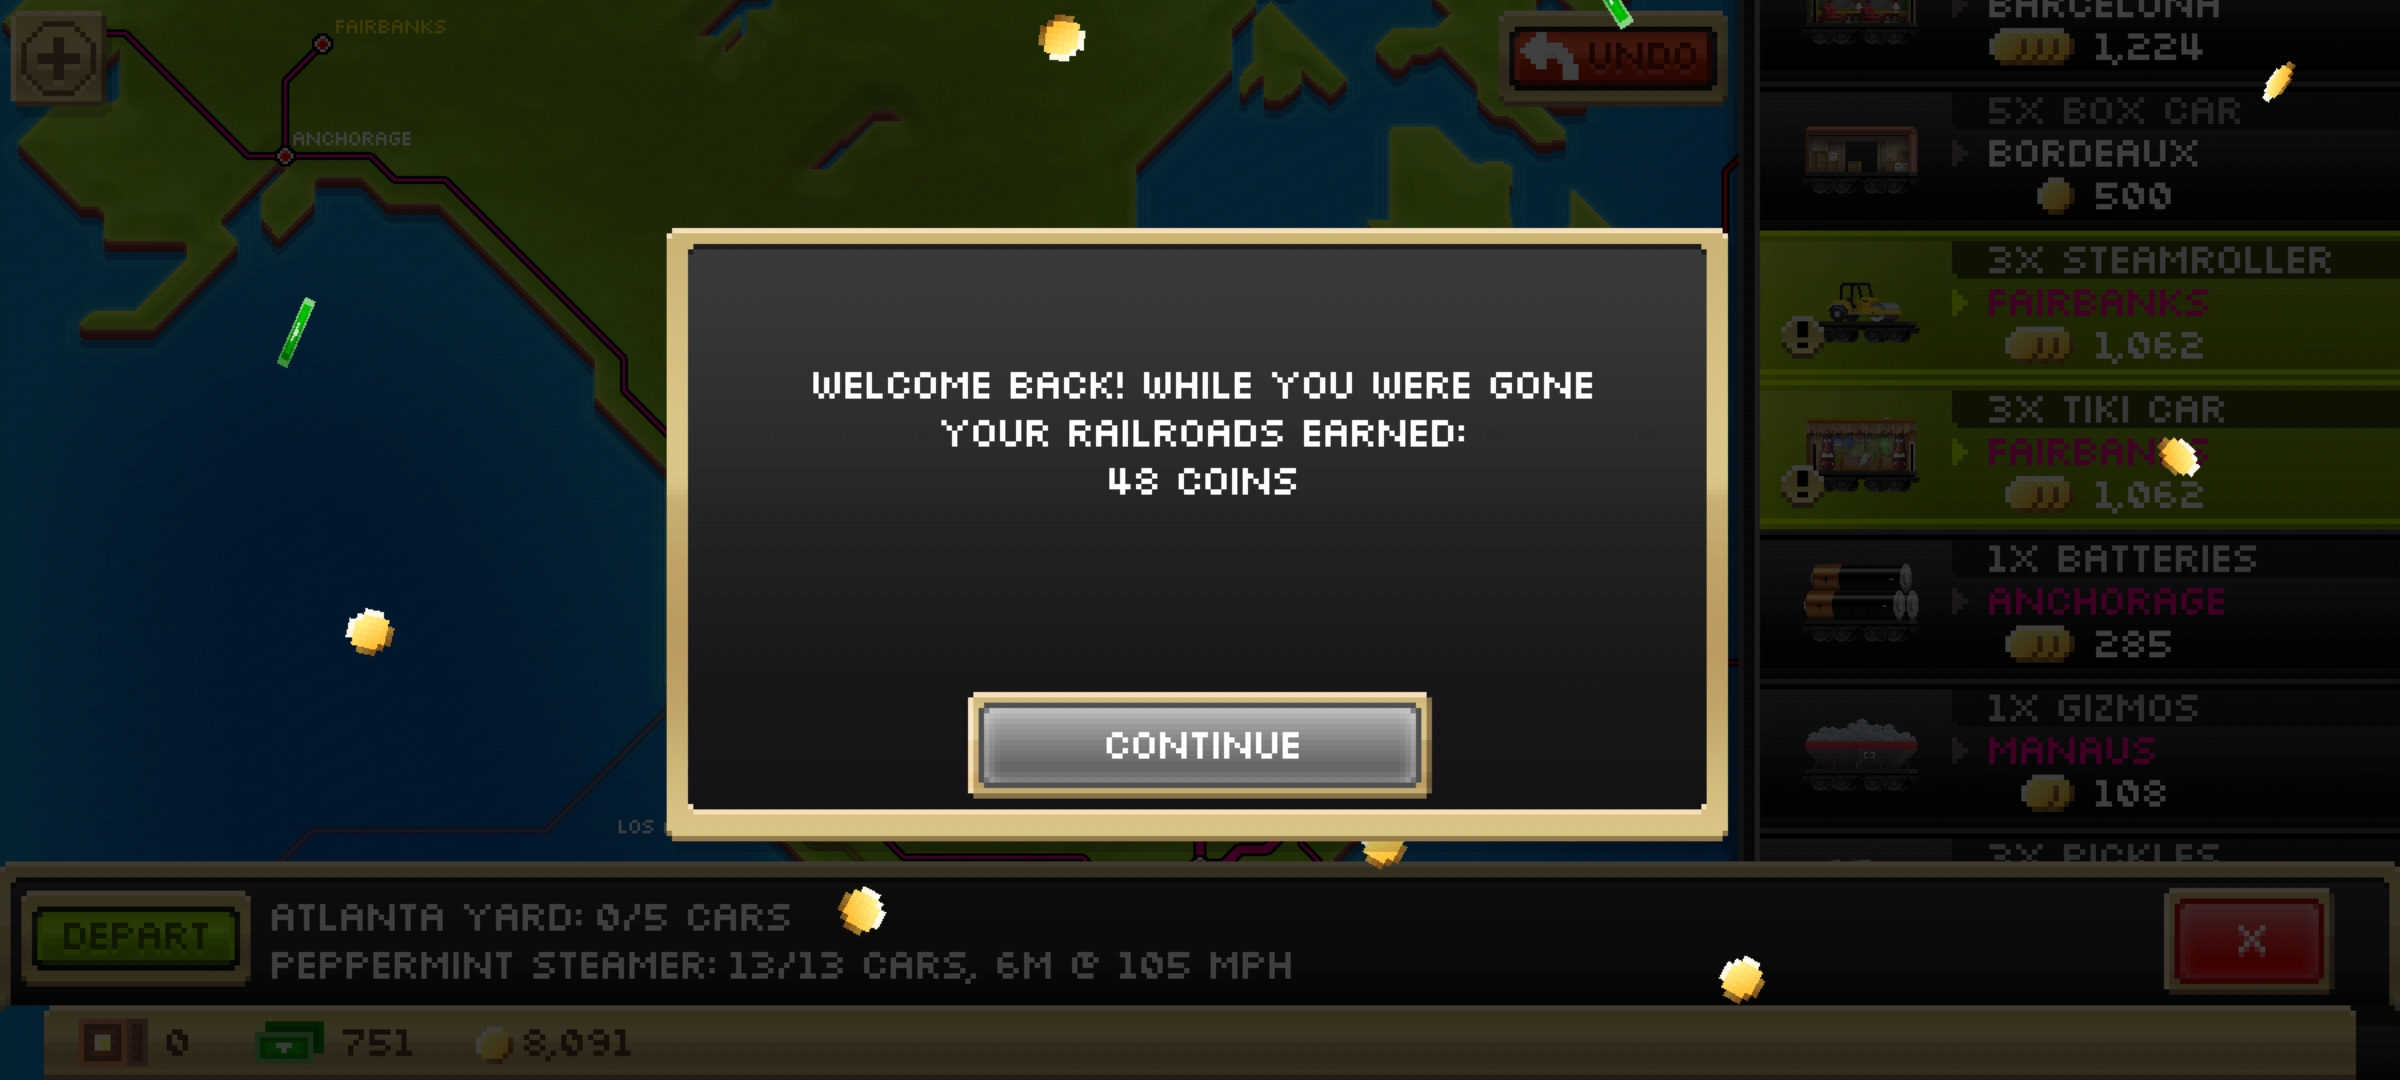 FAIRBANKS
ANCHORAGE
UNDO
BARCELONA
1,224
5X BOX CAR
BORDEAUX
500
3X STEAMROLLER
FAIRBANKS
1,062
3X TIKI CAR
FAIRBANKS
1,062
1X BATTERIES
ANCHORAGE
285
1X GIZMOS
MANAUS
108
3X PICKLES
WELCOME BACK! WHILE YOU WERE GONE
YOUR RAILROADS EARNED:
48 COINS
CONTINUE
LOS
DEPART
ATLANTA YARD: 0/5 CARS
PEPPERMINT STEAMER: 13/13 CARS, 6M @ 105 MPH
X
0
751
8,091